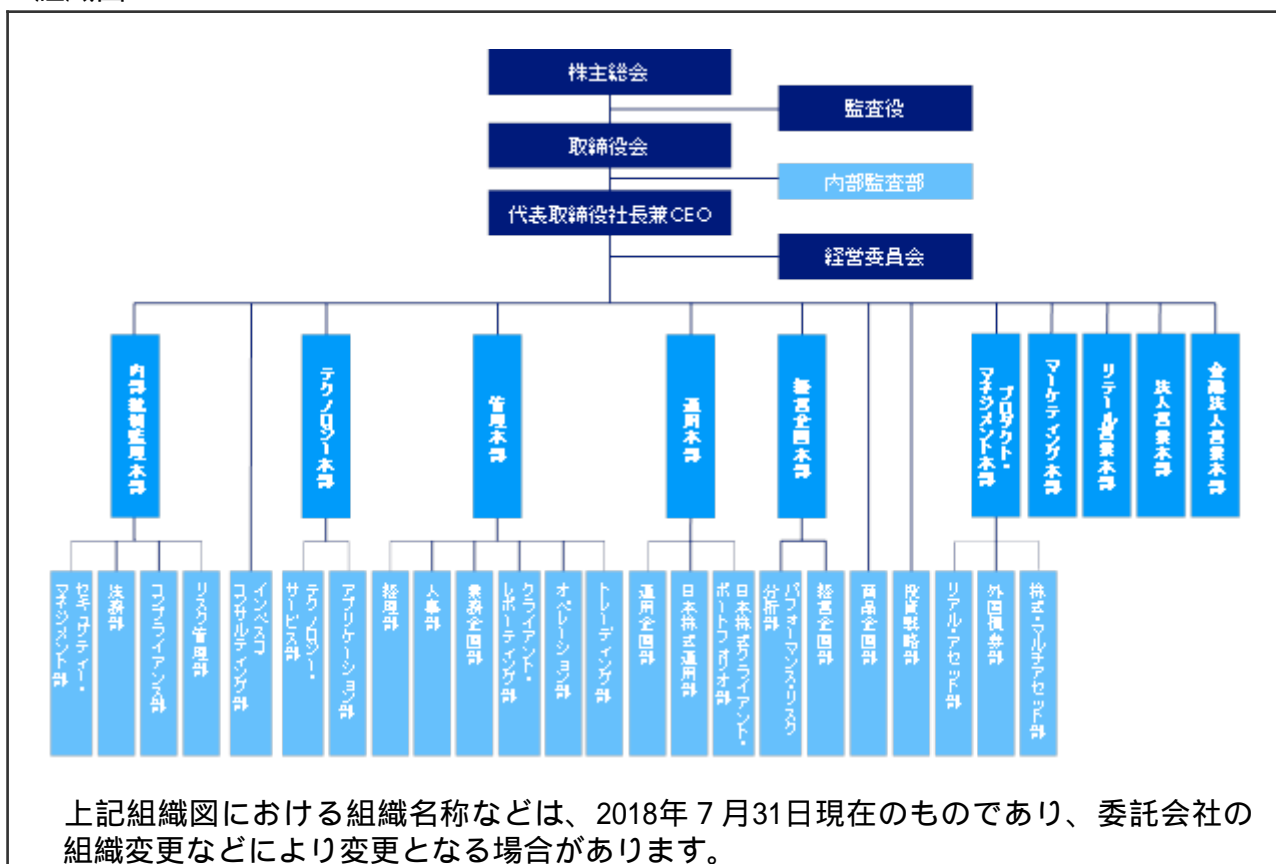 株主総会
監査役
取締役会
内部監査部
代表取締役社長兼CEO
経営委員会
内部統制監理本部
テクノロジー本部
管理本部
運用本部
経営企画本部
プロダクト・
マネジメント本部
マーケティング本部
リテール営業本部
法人営業本部
金融法人営業本部
セキュリティー・
マネジメント部
法務部
コンプライアンス部
リスク管理部
インベスコ
コンサルティング部
テクノロジー・
サービス部
アプリケーション部
経理部
人事部
業務企画部
クライアント・
レポーティング部
オペレーション部
トレーディング部
運用企画部
日本株式運用部
日本株式クライアント・
ポートフォリオ部
パフォーマンス・リスク
分析部
経営企画部
商品企画部
投資戦略部
リアル・アセット部
外国債券部
株式・マルチアセット部
上記組織図における組織名称などは、2018年7月31日現在のものであり、委託会社の
組織変更などにより変更となる場合があります。